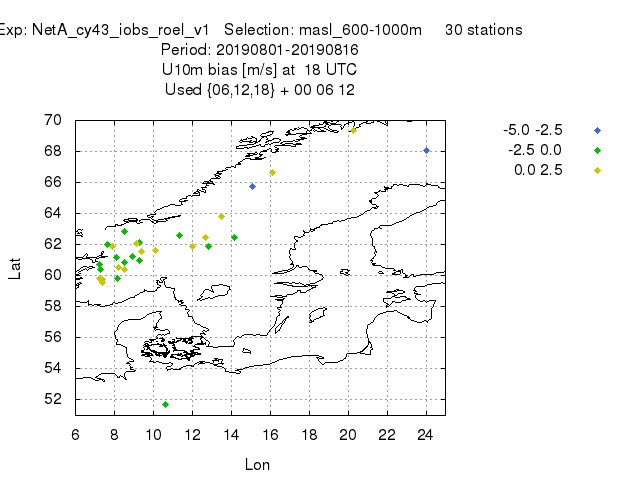 Exp: NetA_cy43_iobs_roel_v1 Selection: masl_600-1000m 30 stations
Period: 20190801-20190816
U10m bias [m/s] at 18 UTC
Used {06,12,18} + 00 06 12
-5.0 -2.5
-2.5 0.0
0.0 2.5
70
68
66
64
62
60
58
56
54
52
Lat
6 8 10 12 14 16 18 20 22 24
Lon